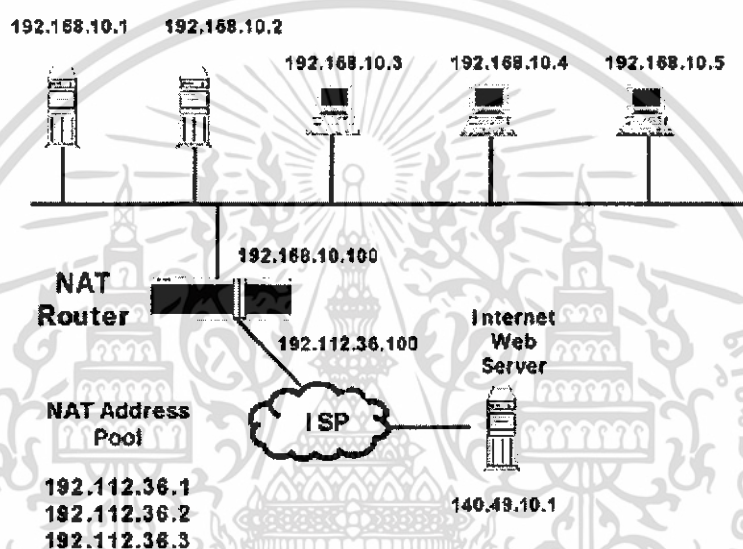 192.168.10.1
192.168.10.2
192.168.10.3
192.168.10.4
192.168.10.5
192.168.10.100
NAT
Router
192.112.36.100
Internet
Web
Server
ISP
NAT Address
Pool
192.112.36.1
192.112.36.2
192.112.36.3
140.49.10.1